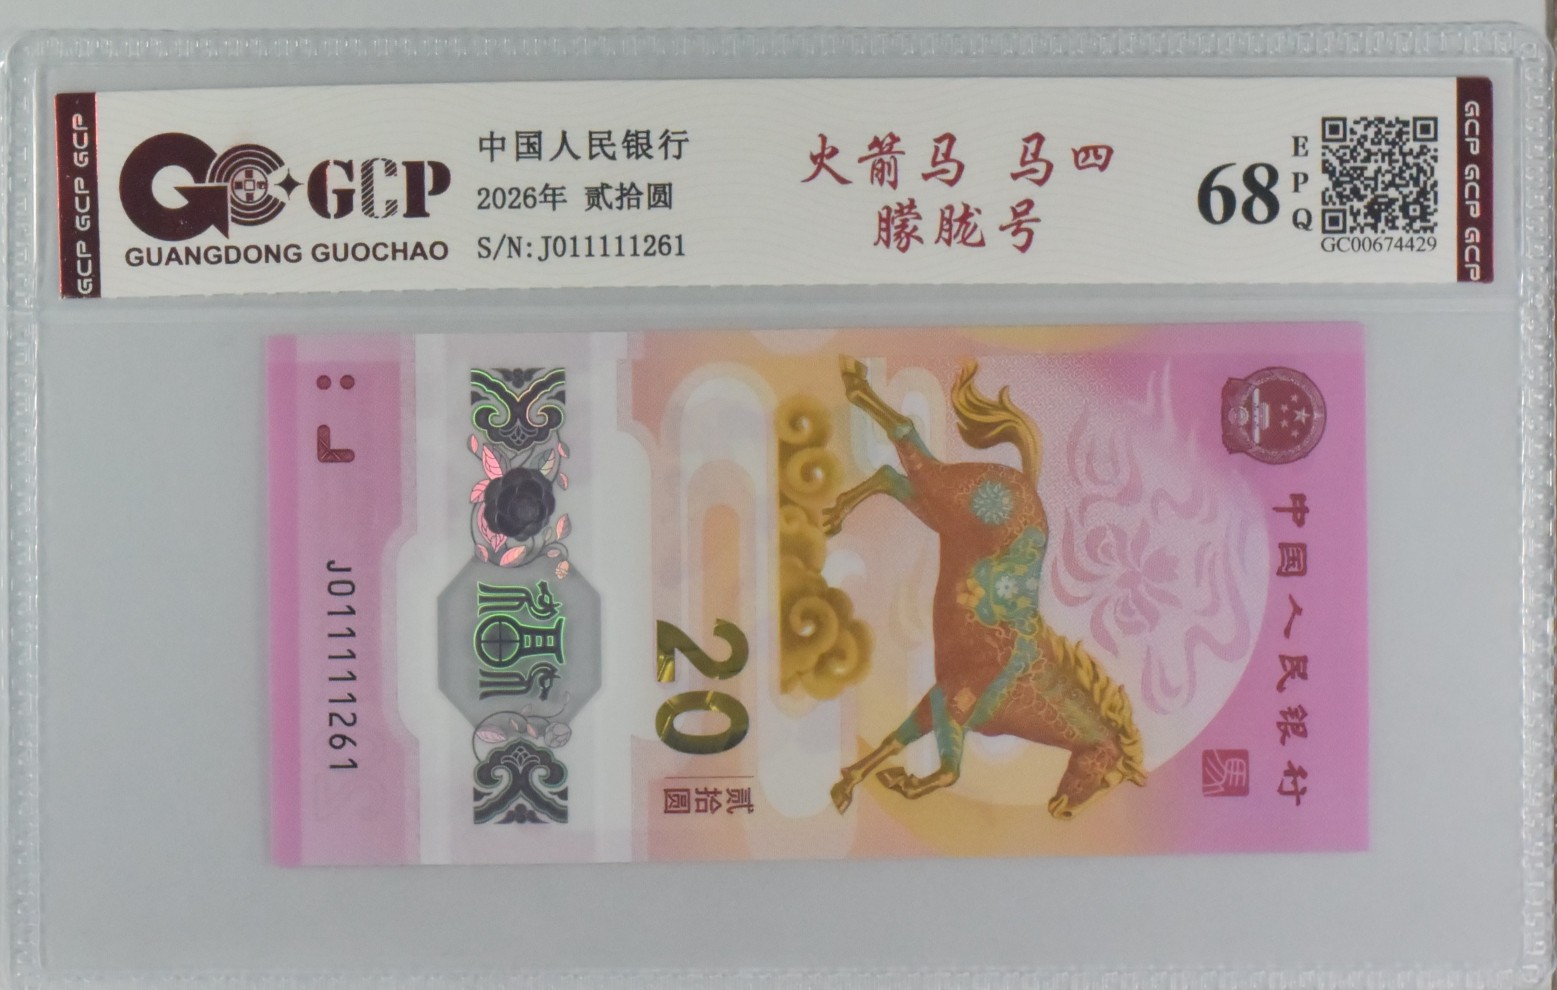 GCP GCP GCP
GCP
GUANGDONG GUOCHAO
中国人民银行
2026年 贰拾圆
S/N:J011111261
火箭马 马四
朦胧号
68
EPQ
GC00674429
GCP GCP GCP
J011111261
20
贰拾圆
中国人民银行